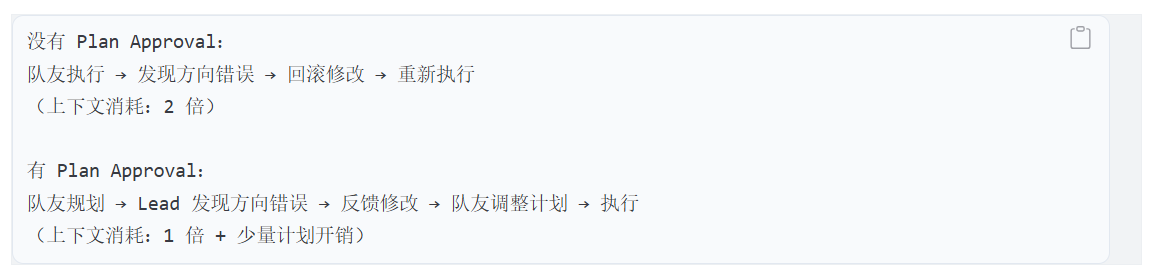 没有 Plan Approval：
队友执行 → 发现方向错误 → 回滚修改 → 重新执行
（上下文消耗：2 倍）
有 Plan Approval：
队友规划 → Lead 发现方向错误 → 反馈修改 → 队友调整计划 → 执行
（上下文消耗：1 倍 + 少量计划开销）